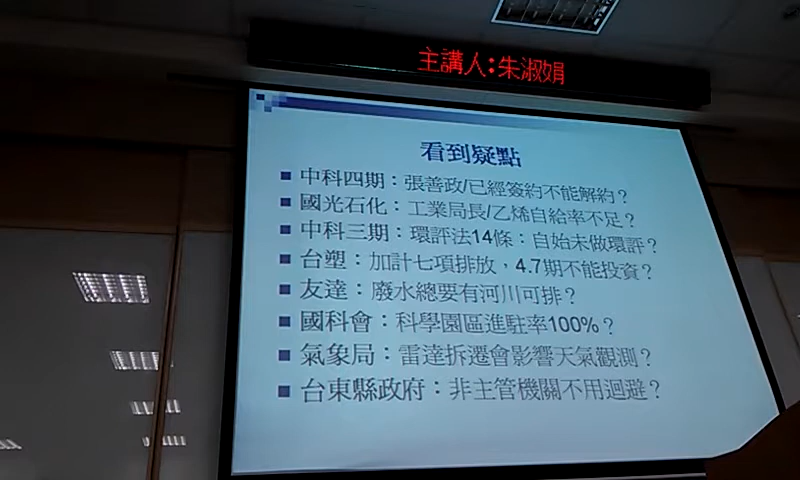 主講人:朱淑娟
看到疑點
中科四期：張善政/已經簽約不能解約？
國光石化：工業局長/乙烯自給率不足？
中科三期：環評法14條：自始未做環評？
台塑：加計七項排放，4.7期不能投資？
友達：廢水總要有河川可排？
國科會：科學園區進駐率100%？
氣象局：雷達拆遷會影響天氣觀測？
台東縣政府：非主管機關不用迴避？